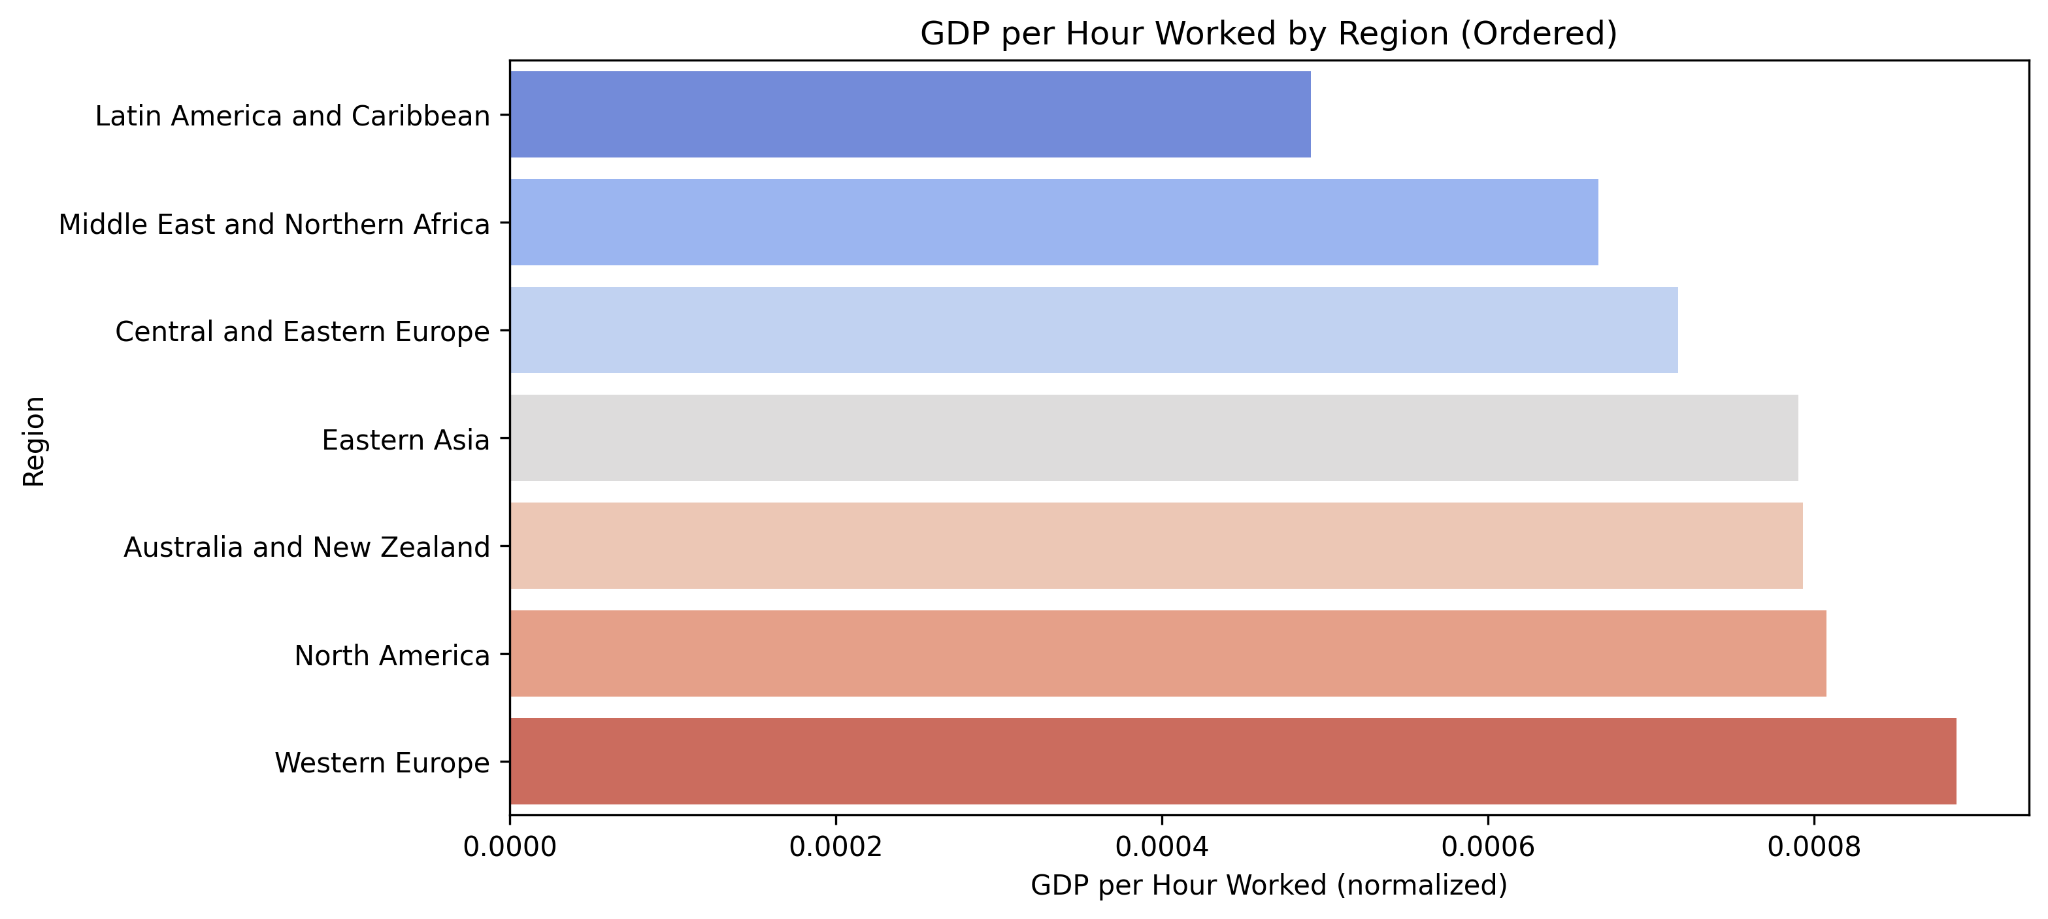 GDP per Hour Worked by Region (Ordered)
Latin America and Caribbean
Middle East and Northern Africa
Central and Eastern Europe
Eastern Asia
Australia and New Zealand
North America
Western Europe
Region
0.0000 0.0002 0.0004 0.0006 0.0008
GDP per Hour Worked (normalized)